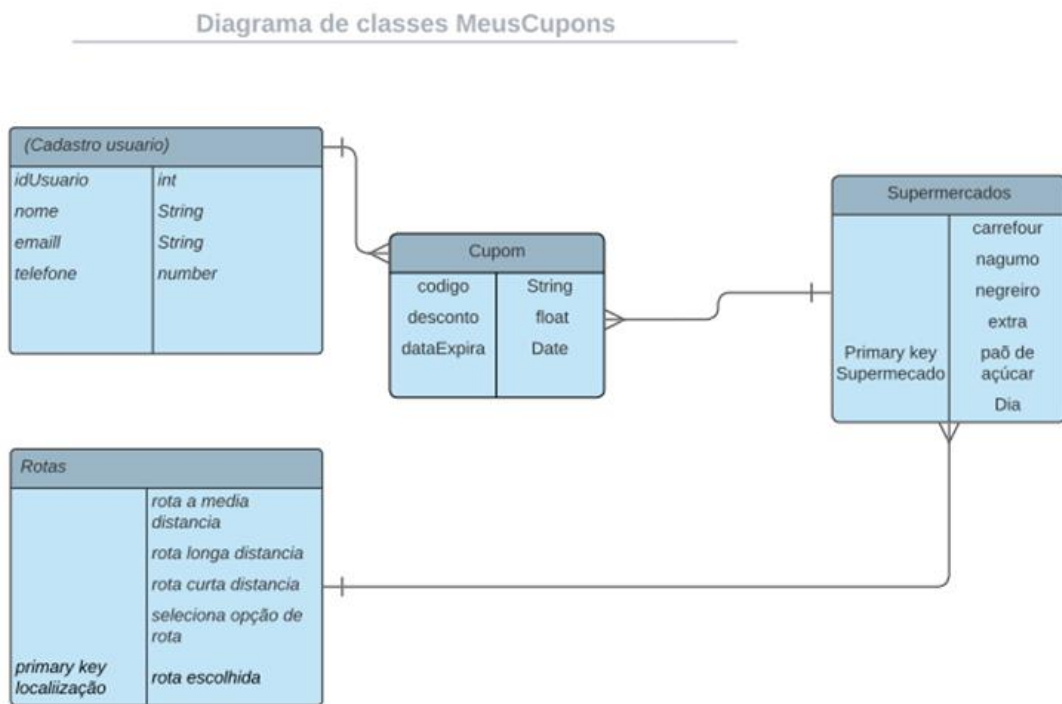 Diagrama de classes MeusCupons
(Cadastro usuario)
idUsuario int
nome String
emaill String
telefone number
Cupom
codigo String
desconto float
dataExpira Date
Supermercados
carrefour
nagumo
negreiro
extra
Primary key
Supermecado
paõ de
açúcar
Dia
Rotas
rota a media
distancia
rota longa distancia
rota curta distancia
seleciona opção de
rota
primary key
localiização
rota escolhida